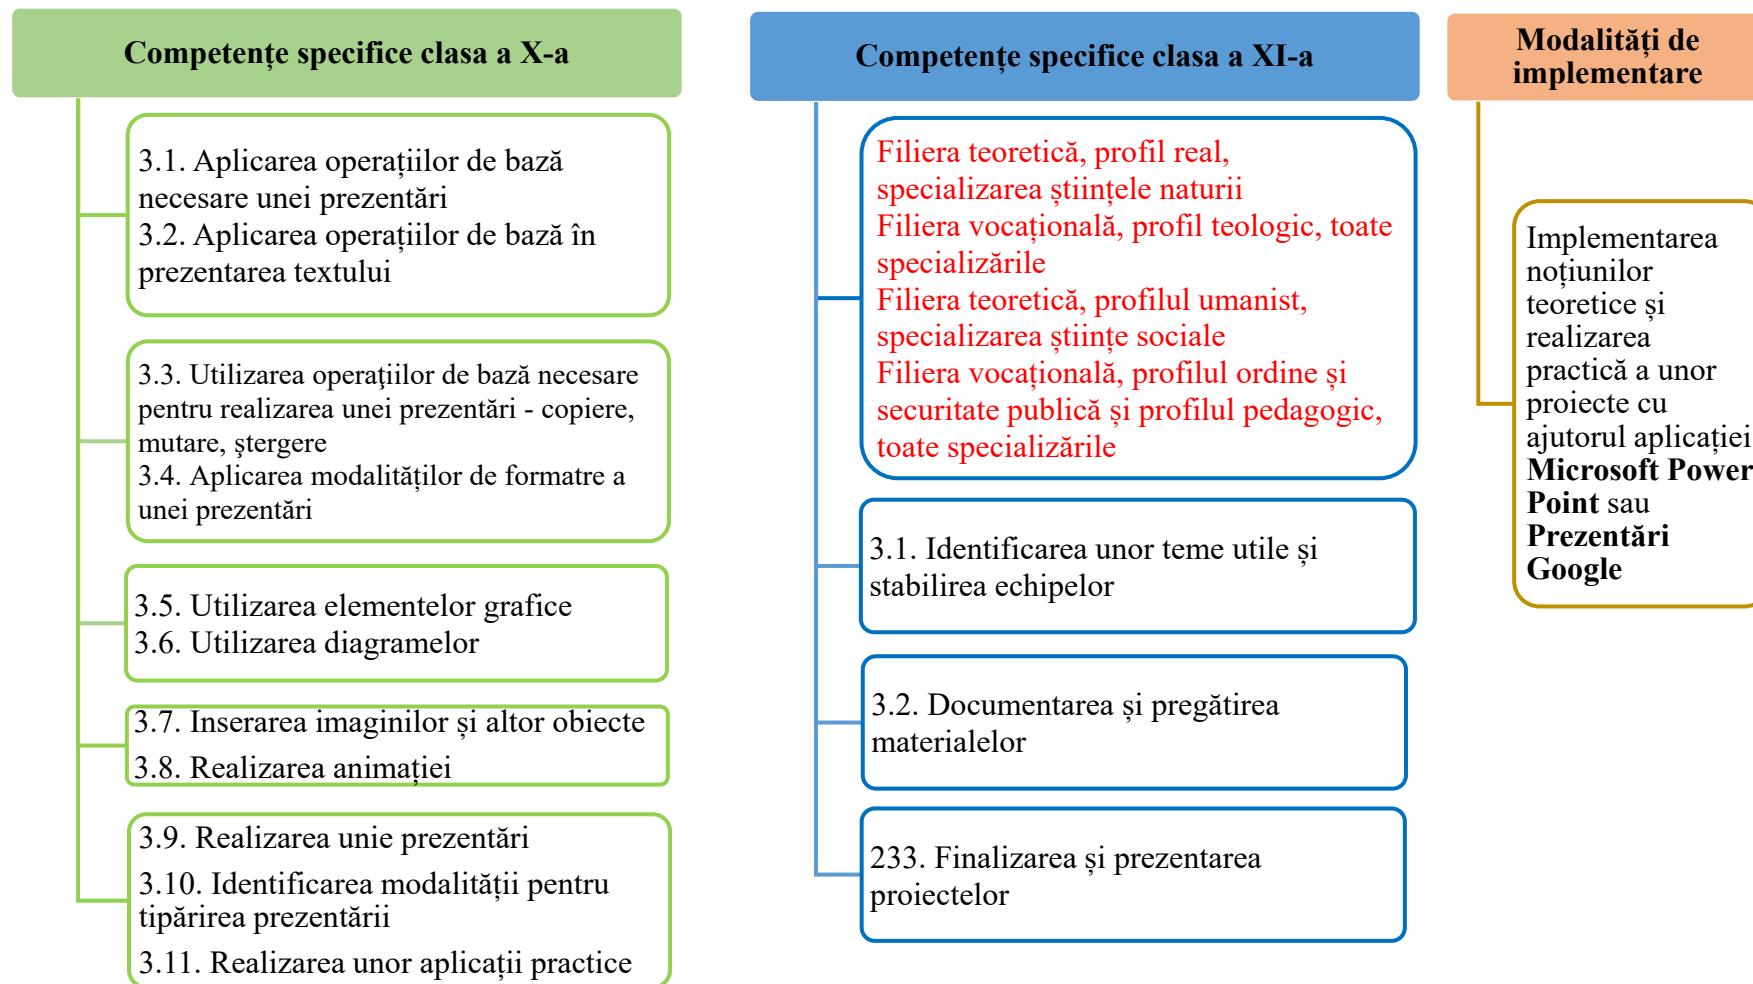 Competențe specifice clasa a X-a
3.1. Aplicarea operațiilor de bază
necesare unei prezentări
3.2. Aplicarea operațiilor de bază în
prezentarea textului
3.3. Utilizarea operaţiilor de bază necesare
pentru realizarea unei prezentări - copiere,
mutare, ştergere
3.4. Aplicarea modalităților de formatre a
unei prezentări
3.5. Utilizarea elementelor grafice
3.6. Utilizarea diagramelor
3.7. Inserarea imaginilor și altor obiecte
3.8. Realizarea animației
3.9. Realizarea unie prezentări
3.10. Identificarea modalității pentru
tipărirea prezentării
3.11. Realizarea unor aplicații practice
Competențe specifice clasa a XI-a
Filiera teoretică, profil real,
specializarea științele naturii
Filiera vocațională, profil teologic, toate
specializările
Filiera teoretică, profilul umanist,
specializarea științe sociale
Filiera vocațională, profilul ordine și
securitate publică și profilul pedagogic,
toate specializările
3.1. Identificarea unor teme utile și
stabilirea echipelor
3.2. Documentarea și pregătirea
materialelor
233. Finalizarea și prezentarea
proiectelor
Modalități de
implementare
Implementarea
noțiunilor
teoretice și
realizarea
practică a unor
proiecte cu
ajutorul aplicației
Microsoft Power
Point sau
Prezentări
Google